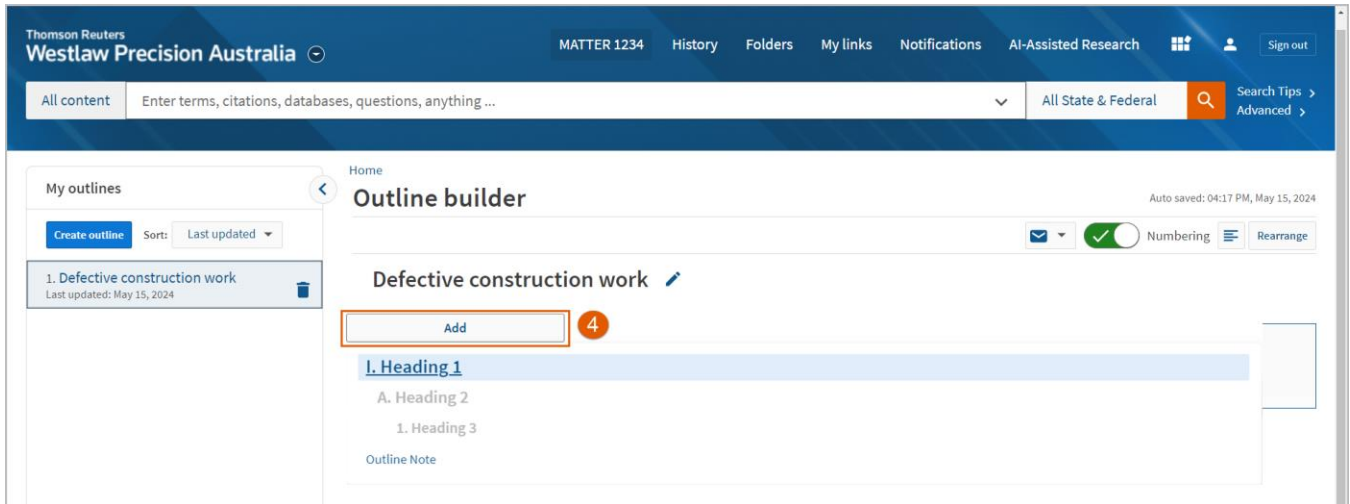 Thomson Reuters
Westlaw Precision Australia
MATTER 1234 History Folders My links Notifications AI-Assisted Research Sign out
All content Enter terms, citations, databases, questions, anything ... All State & Federal Search Tips
Advanced
My outlines
Create outline Sort: Last updated
1. Defective construction work
Last updated: May 15, 2024
Home
Outline builder
Auto saved: 04:17 PM, May 15, 2024
Numbering Rearrange
Defective construction work
Add 4
I. Heading 1
A. Heading 2
1. Heading 3
Outline Note